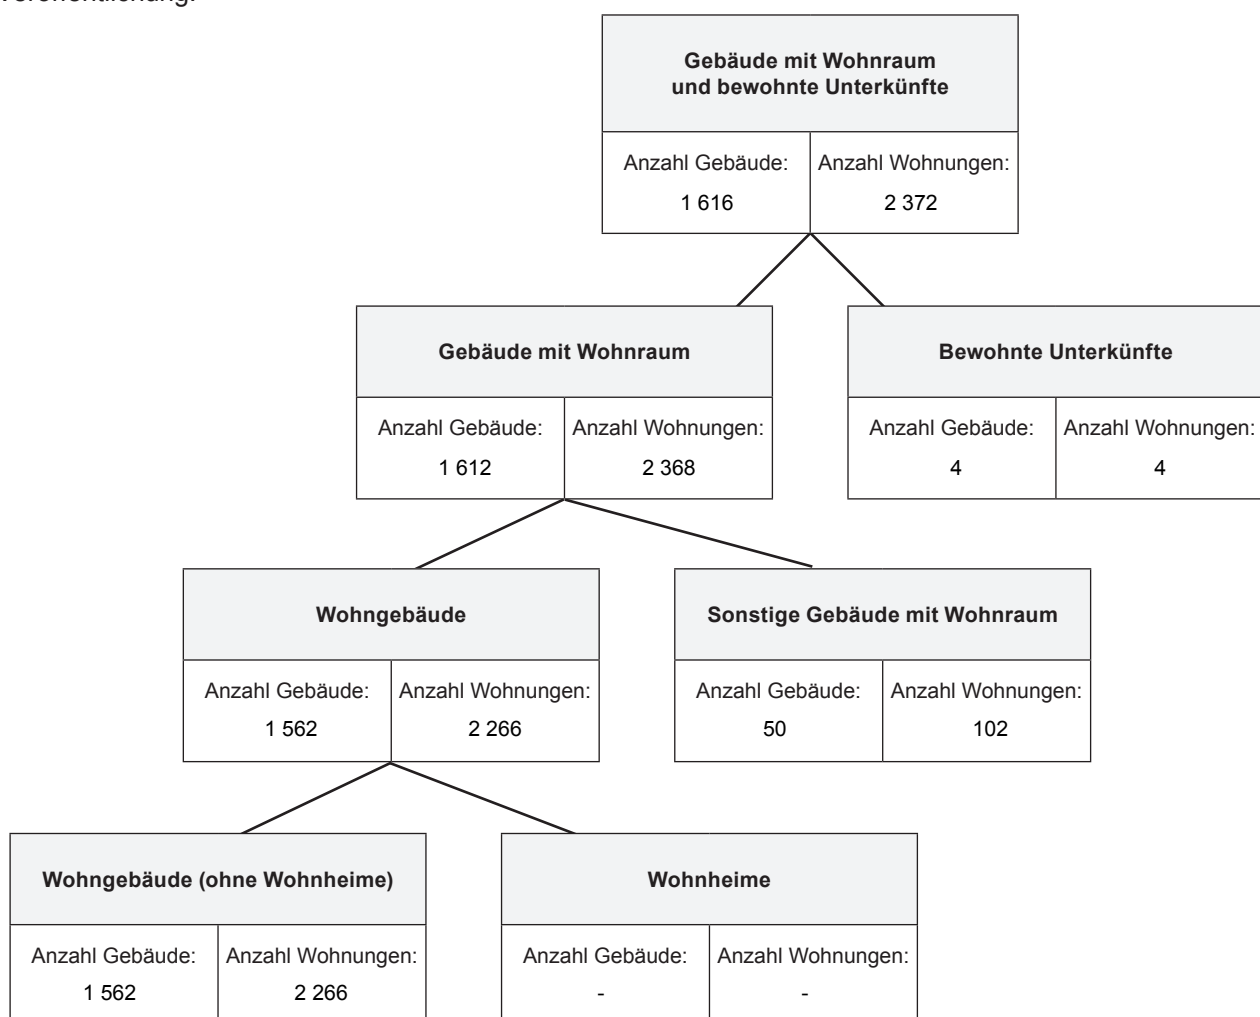 Veröffentlichung.
Gebäude mit Wohnraum
und bewohnte Unterkünfte
Anzahl Gebäude: Anzahl Wohnungen:
1 616 2 372
Gebäude mit Wohnraum Bewohnte Unterkünfte
Anzahl Gebäude: Anzahl Wohnungen: Anzahl Gebäude: Anzahl Wohnungen:
1 612 2 368 4 4
Wohngebäude Sonstige Gebäude mit Wohnraum
Anzahl Gebäude: Anzahl Wohnungen: Anzahl Gebäude: Anzahl Wohnungen:
1 562 2 266 50 102
Wohngebäude (ohne Wohnheime) Wohnheime
Anzahl Gebäude: Anzahl Wohnungen: Anzahl Gebäude: Anzahl Wohnungen:
1 562 2 266 - -